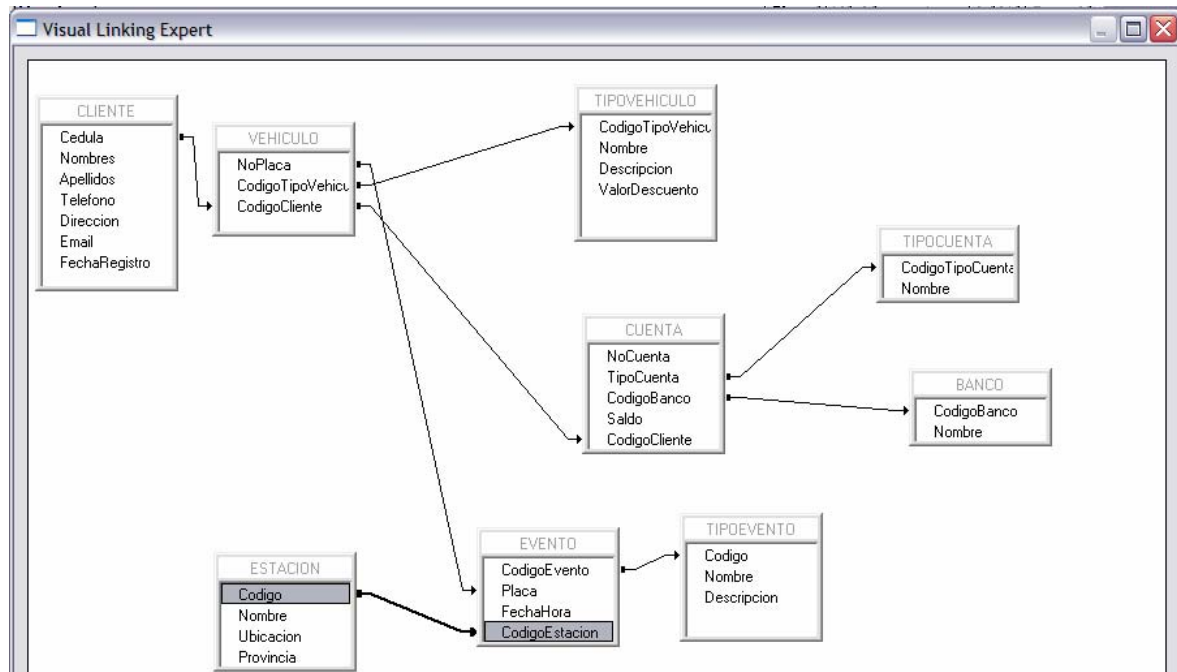 Visual Linking Expert
CLIENTE
Cedula
Nombres
Apellidos
Telefono
Direccion
Email
FechaRegistro
VEHICULO
NoPlaca
CodigoTipoVehicu
CodigoCliente
TIPOVEHICULO
CodigoTipoVehicu
Nombre
Descripcion
ValorDescuento
TIPOCUENTA
CodigoTipoCuenta
Nombre
CUENTA
NoCuenta
TipoCuenta
CodigoBanco
Saldo
CodigoCliente
BANCO
CodigoBanco
Nombre
ESTACION
Codigo
Nombre
Ubicacion
Provincia
EVENTO
CodigoEvento
Placa
FechaHora
CodigoEstacion
TIPOEVENTO
Codigo
Nombre
Descripcion